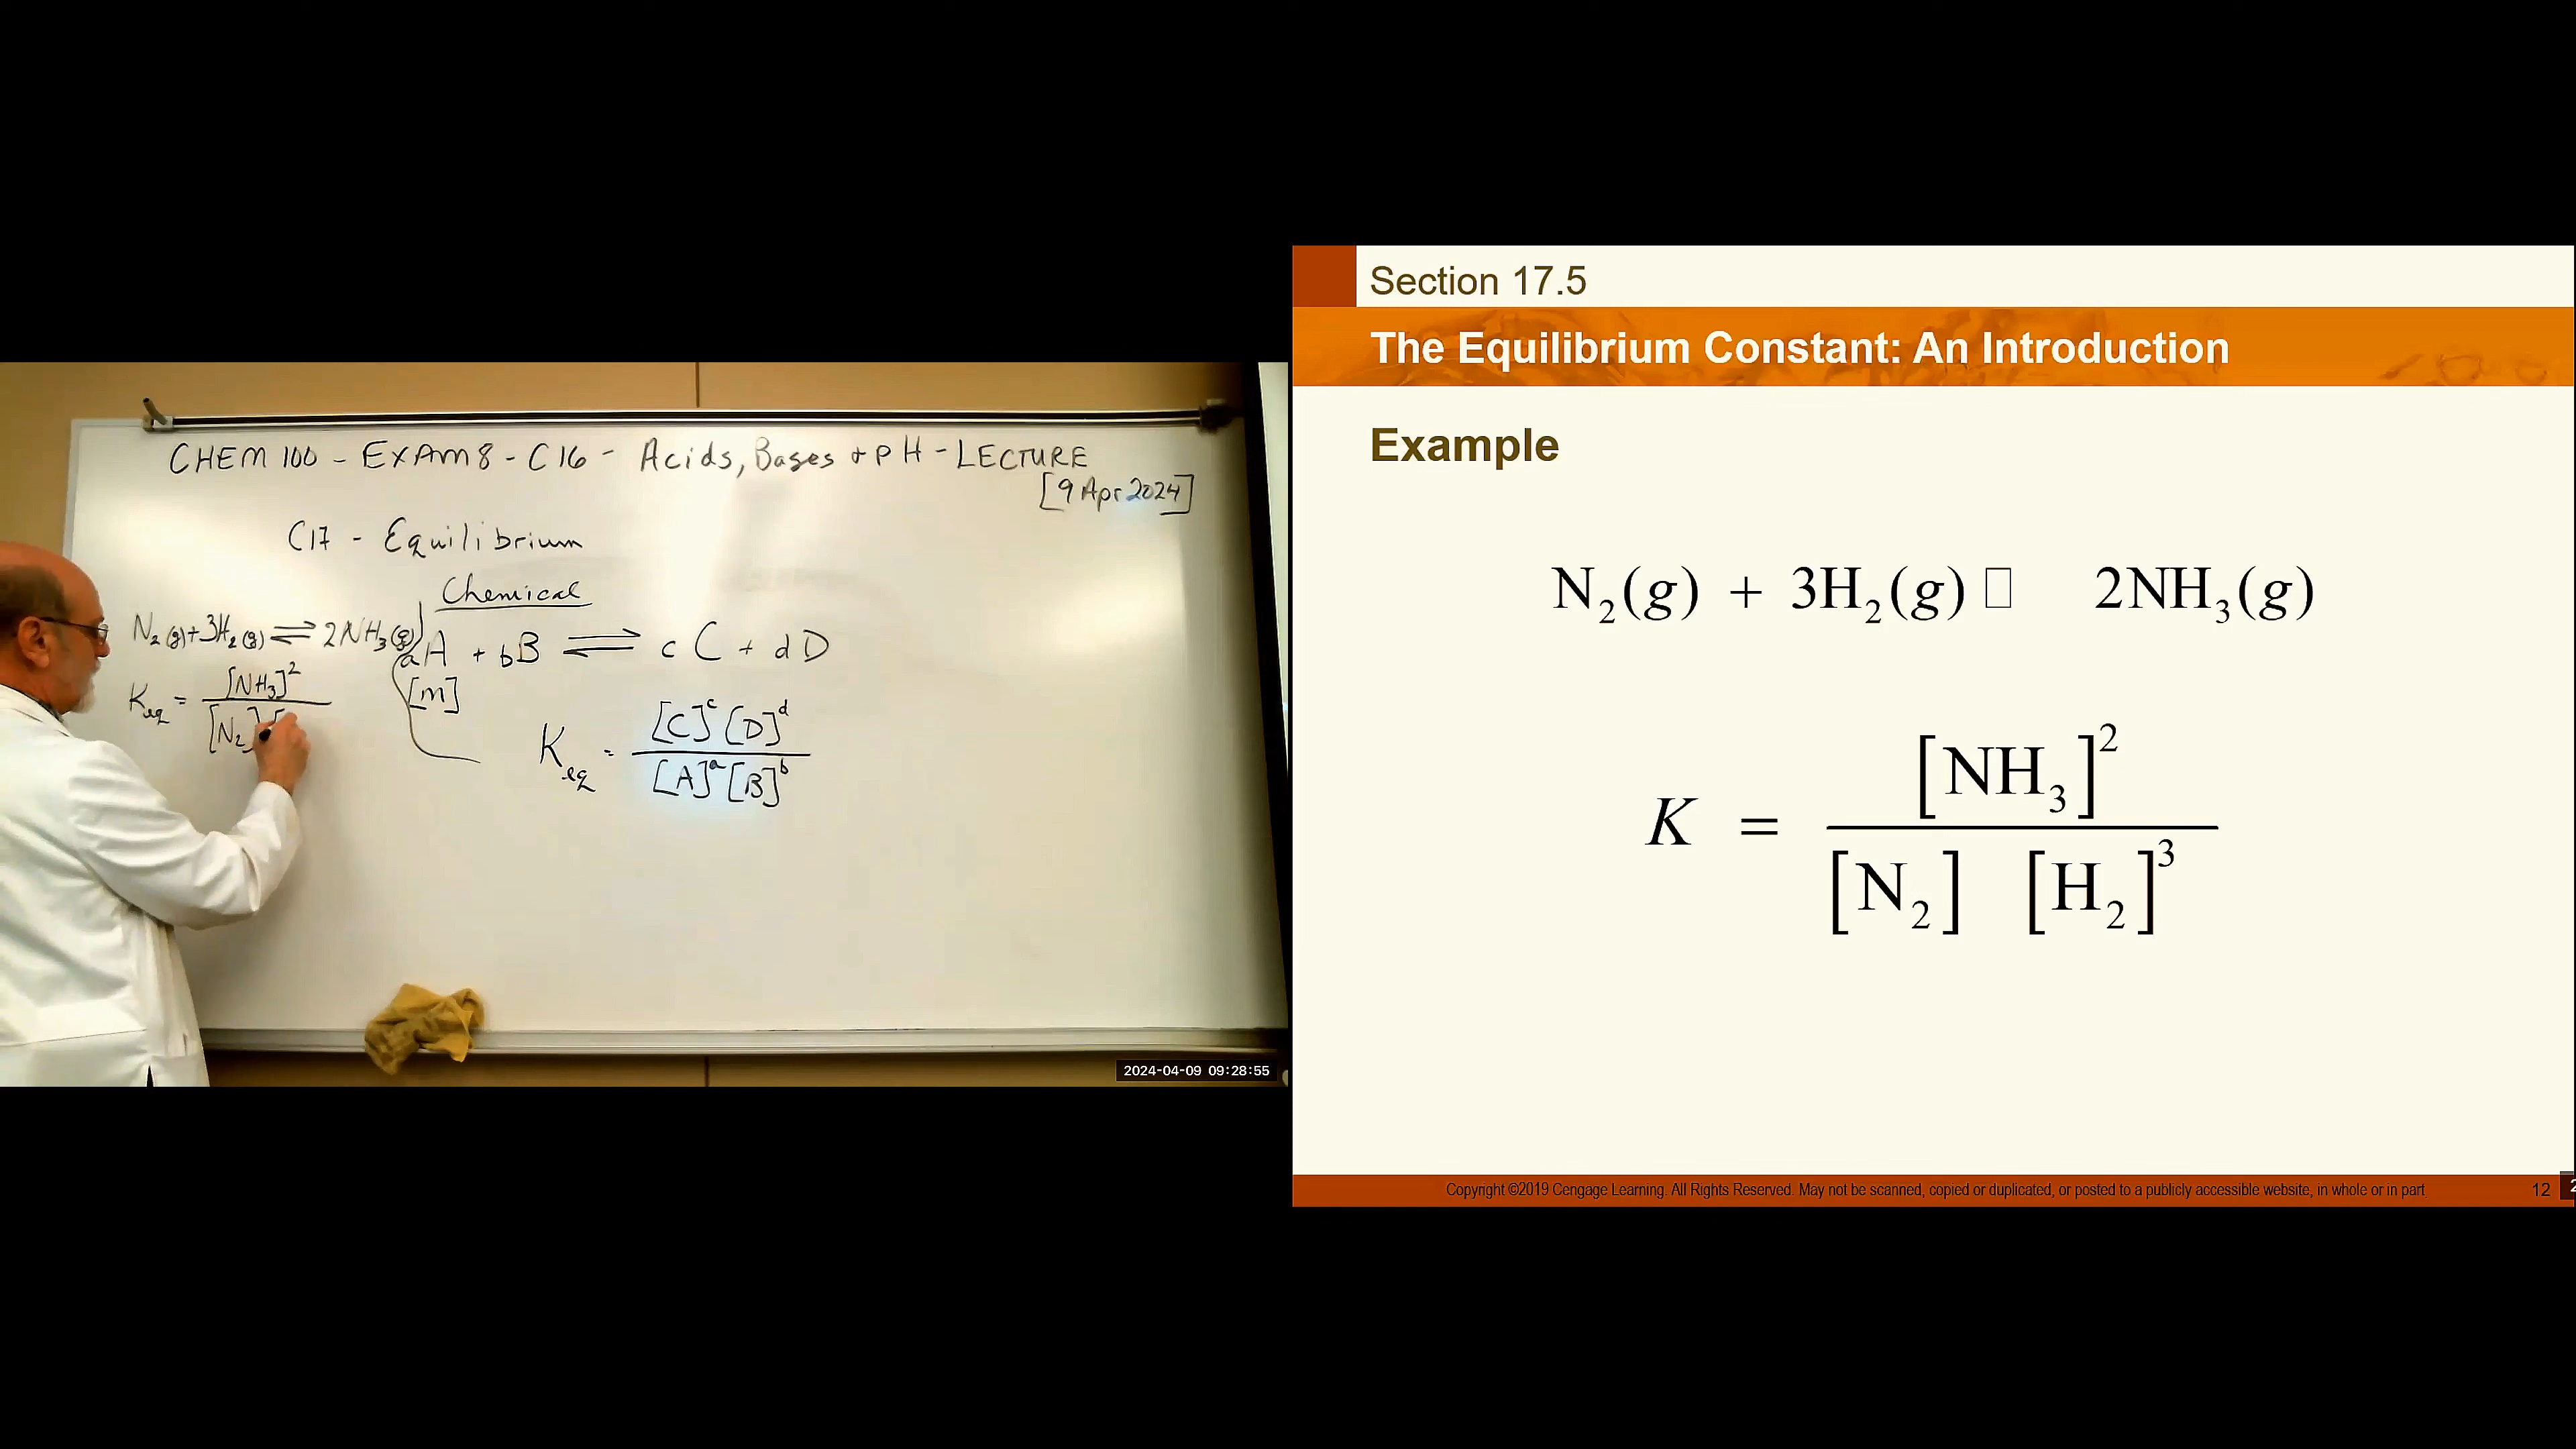 CHEM 100 - EXAM 8 - C16 - Acids, Bases + pH - LECTURE
[9 Apr 2024]
C17 - Equilibrium
Chemical
N₂(g) + 3H₂(g) ⇌ 2NH₃(g)
aA + bB ⇌ cC + dD
[m]
Keq = [NH₃]² / [N₂] [
Keq = [C]ᶜ [D]ᵈ / [A]ᵃ [B]ᵇ
2024-04-09 09:28:55
Section 17.5
The Equilibrium Constant: An Introduction
Example
N₂(g) + 3H₂(g) □ 2NH₃(g)
K = [NH₃]² / [N₂] [H₂]³
Copyright ©2019 Cengage Learning. All Rights Reserved. May not be scanned, copied or duplicated, or posted to a publicly accessible website, in whole or in part
12